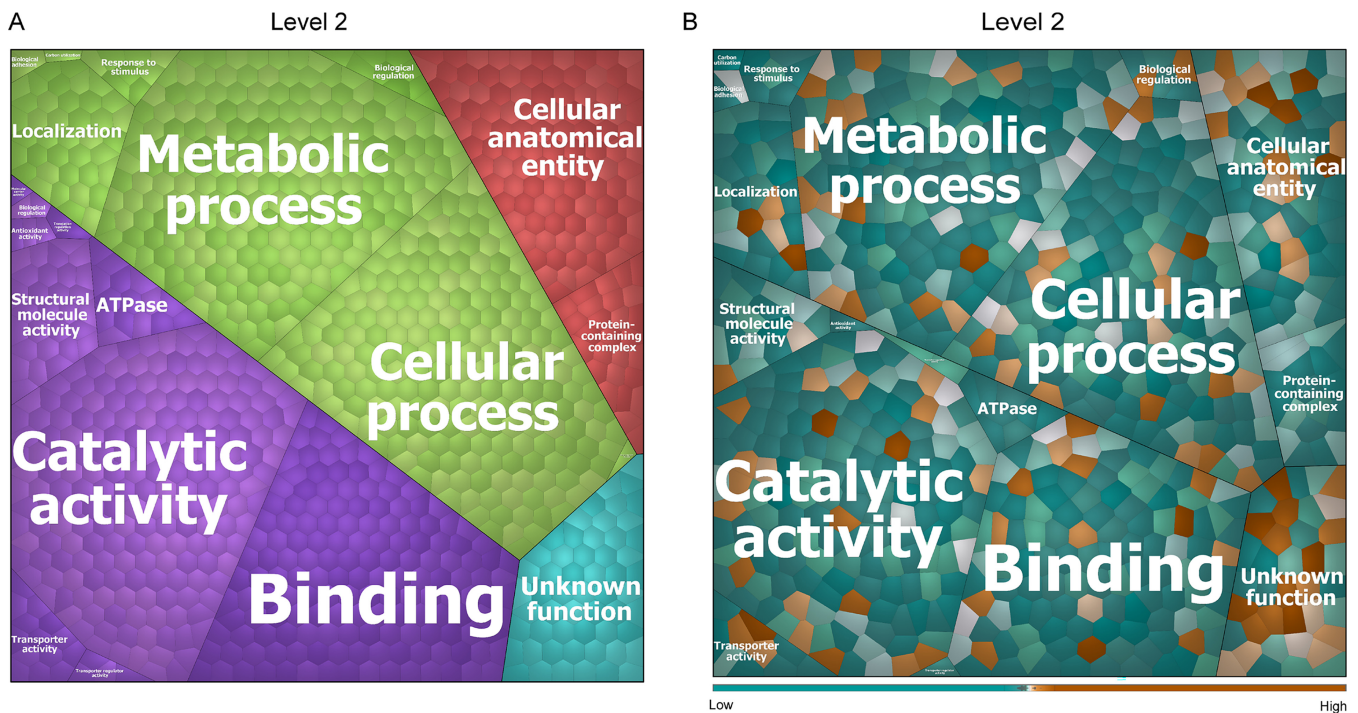 A
Level 2
Biological
adhesion
Carbon utilization
Response to
stimulus
Biological
regulation
Localization
Metabolic
process
Cellular
anatomical
entity
Biological
regulation
Antioxidant
activity
Structural
molecule
activity
ATPase
Protein-
containing
complex
Cellular
process
Catalytic
activity
Binding
Unknown
function
Transporter
activity
Transporter regulator
activity
B
Level 2
Carbon
utilization
Response to
stimulus
Biological
adhesion
Biological
regulation
Metabolic
process
Cellular
anatomical
entity
Localization
Structural
molecule
activity
Antioxidant
activity
Cellular
process
Protein-
containing
complex
ATPase
Catalytic
activity
Binding
Unknown
function
Transporter
activity
Low
High